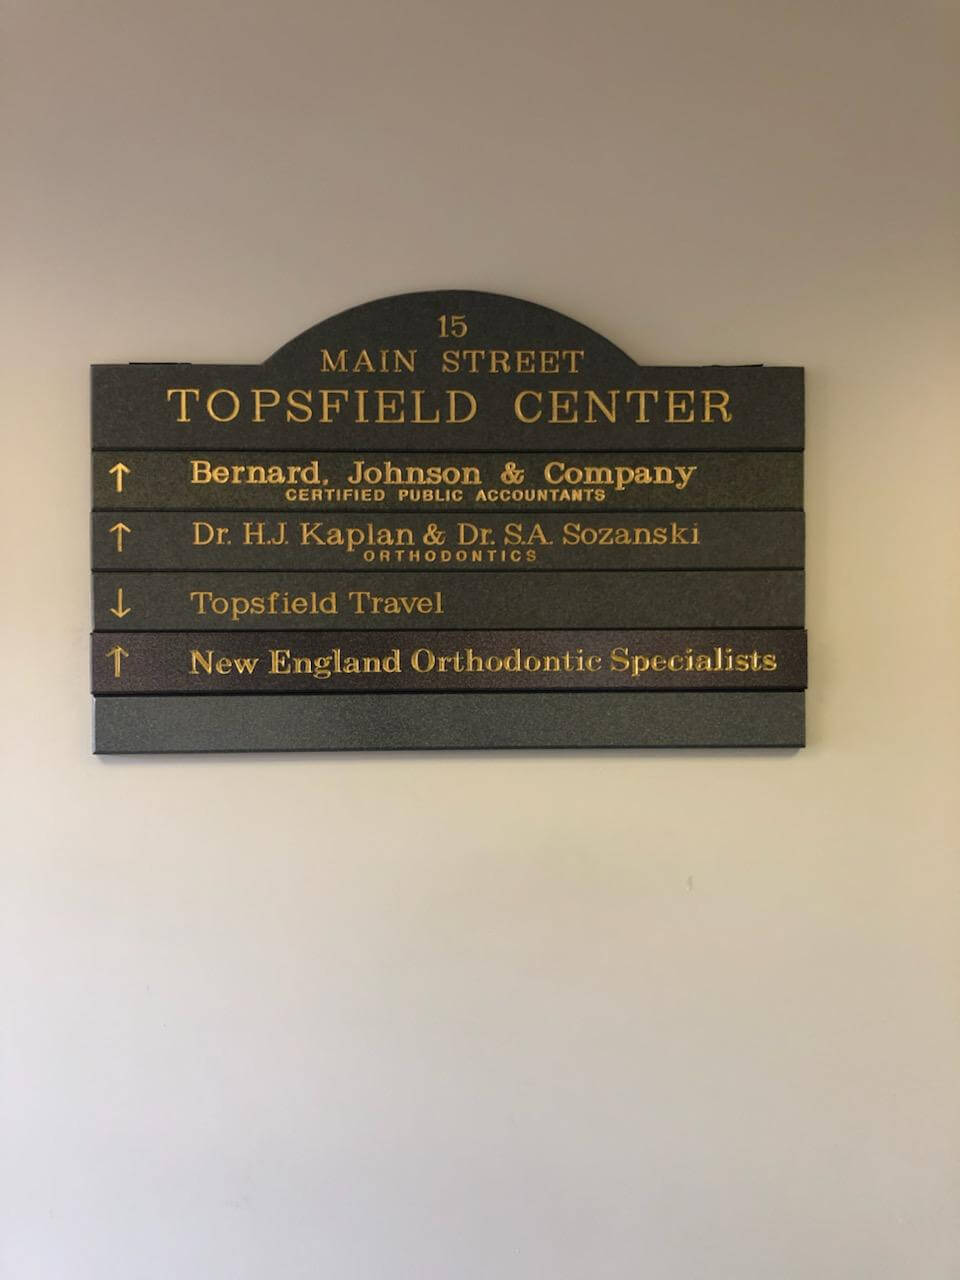 15
MAIN STREET
TOPSFIELD CENTER
↑ Bernard, Johnson & Company
CERTIFIED PUBLIC ACCOUNTANTS
↑ Dr. H.J. Kaplan & Dr. S.A. Sozanski
ORTHODONTICS
↓ Topsfield Travel
↑ New England Orthodontic Specialists